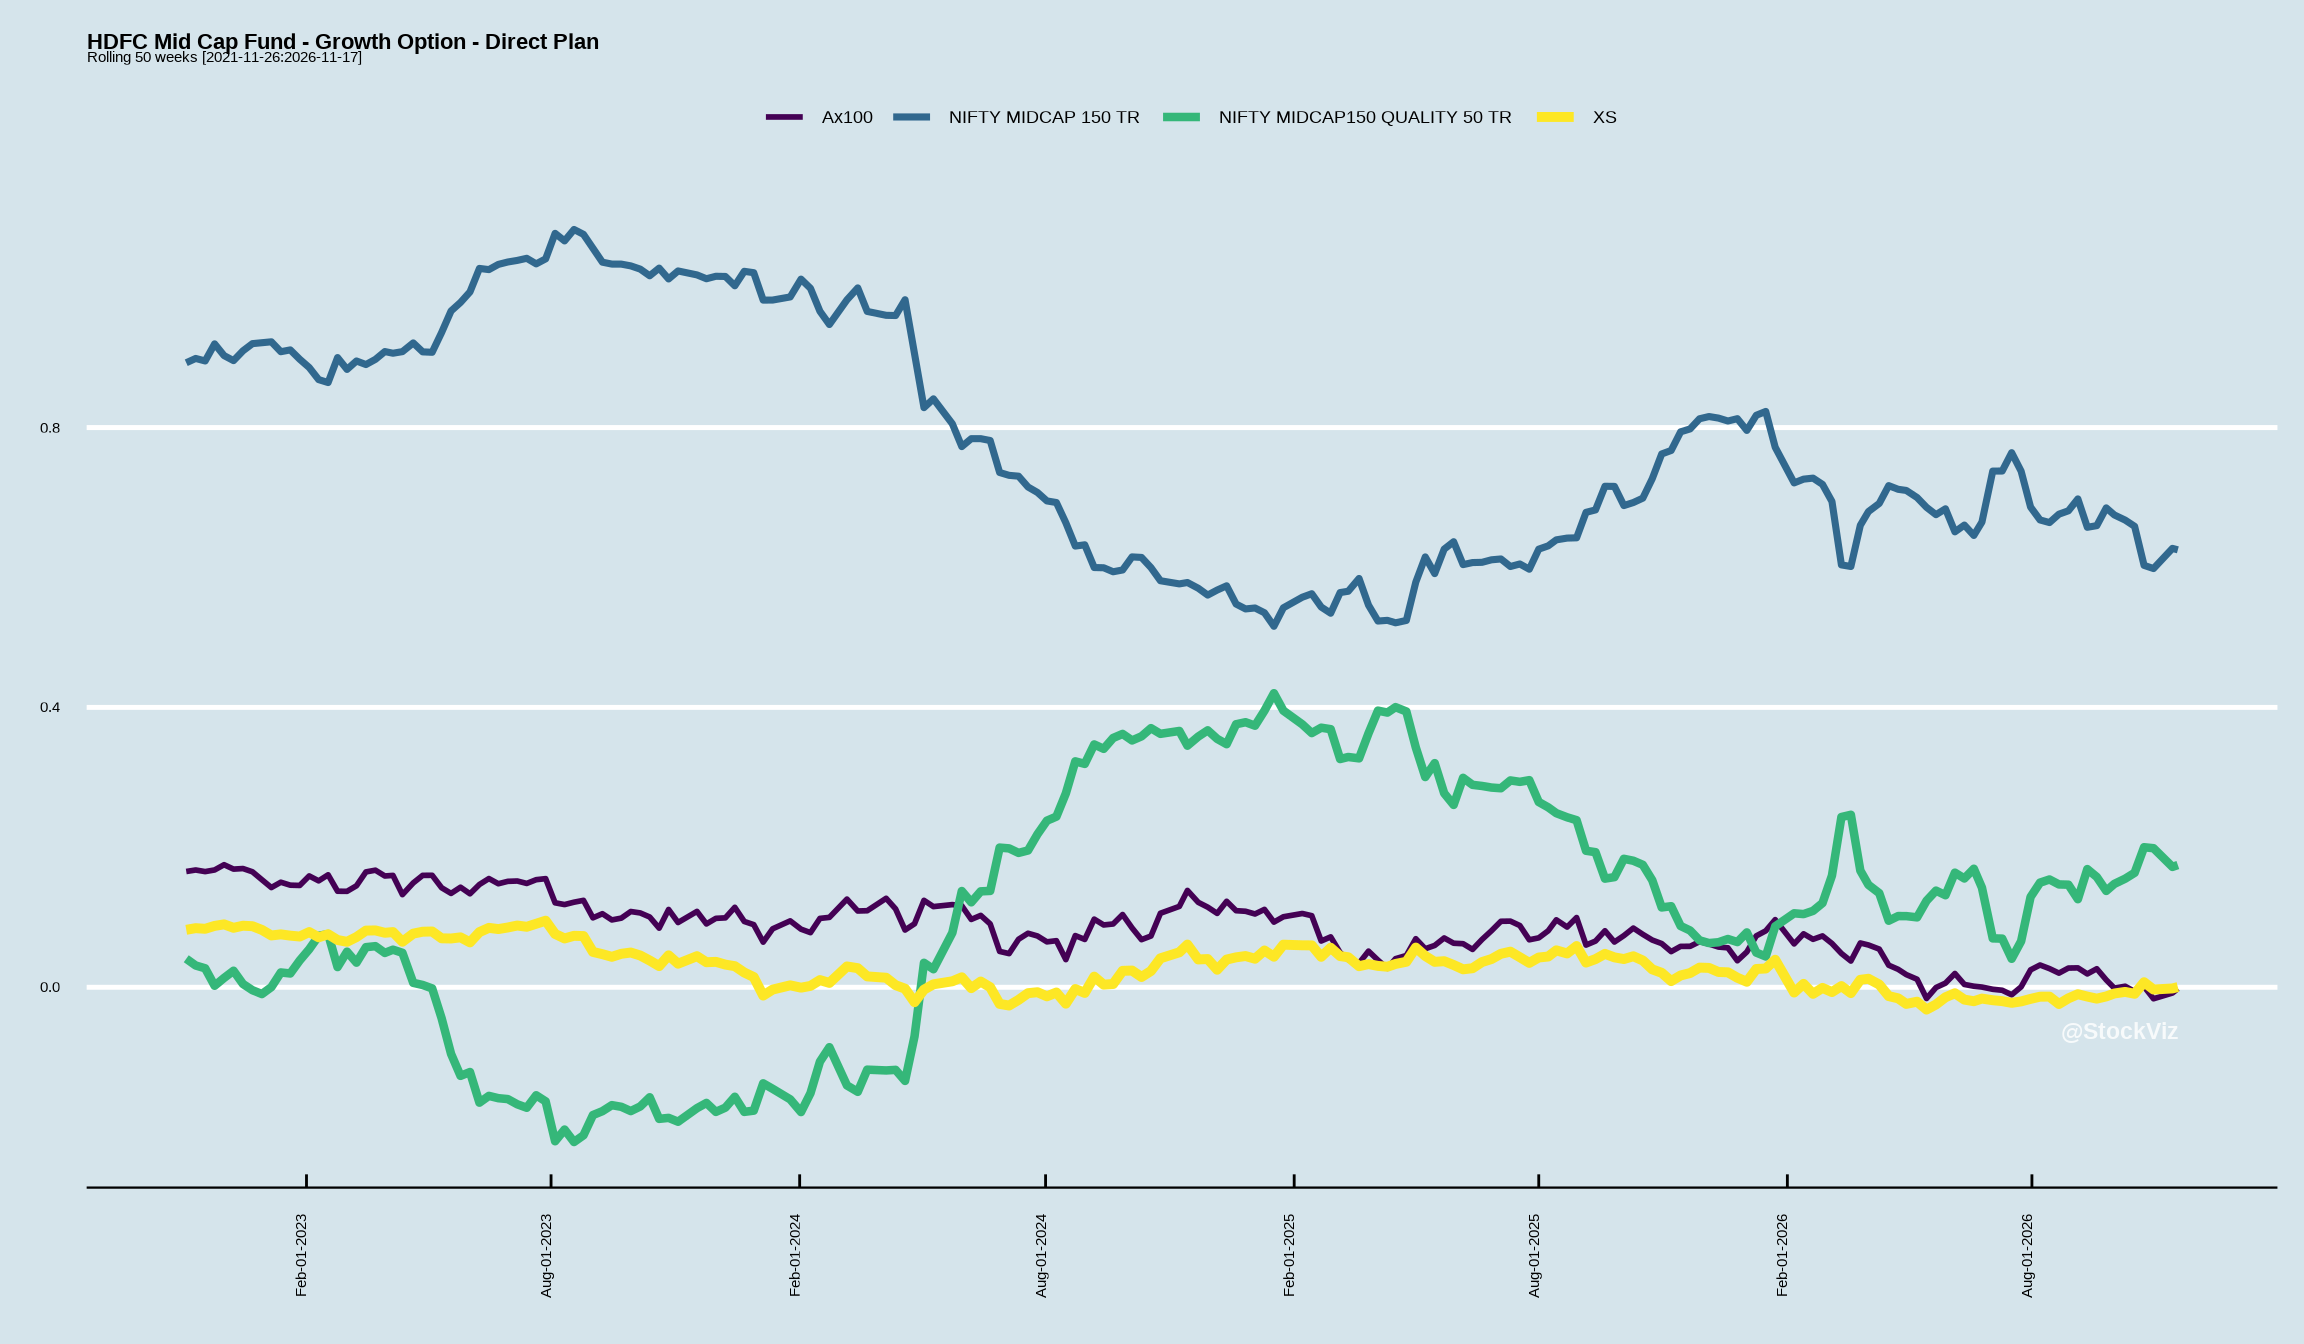 HDFC Mid Cap Fund - Growth Option - Direct Plan
Rolling 50 weeks [2021-11-26:2026-11-17]
Ax100 NIFTY MIDCAP 150 TR NIFTY MIDCAP150 QUALITY 50 TR XS
0.8
0.4
0.0
@StockViz
Feb-01-2023
Aug-01-2023
Feb-01-2024
Aug-01-2024
Feb-01-2025
Aug-01-2025
Feb-01-2026
Aug-01-2026